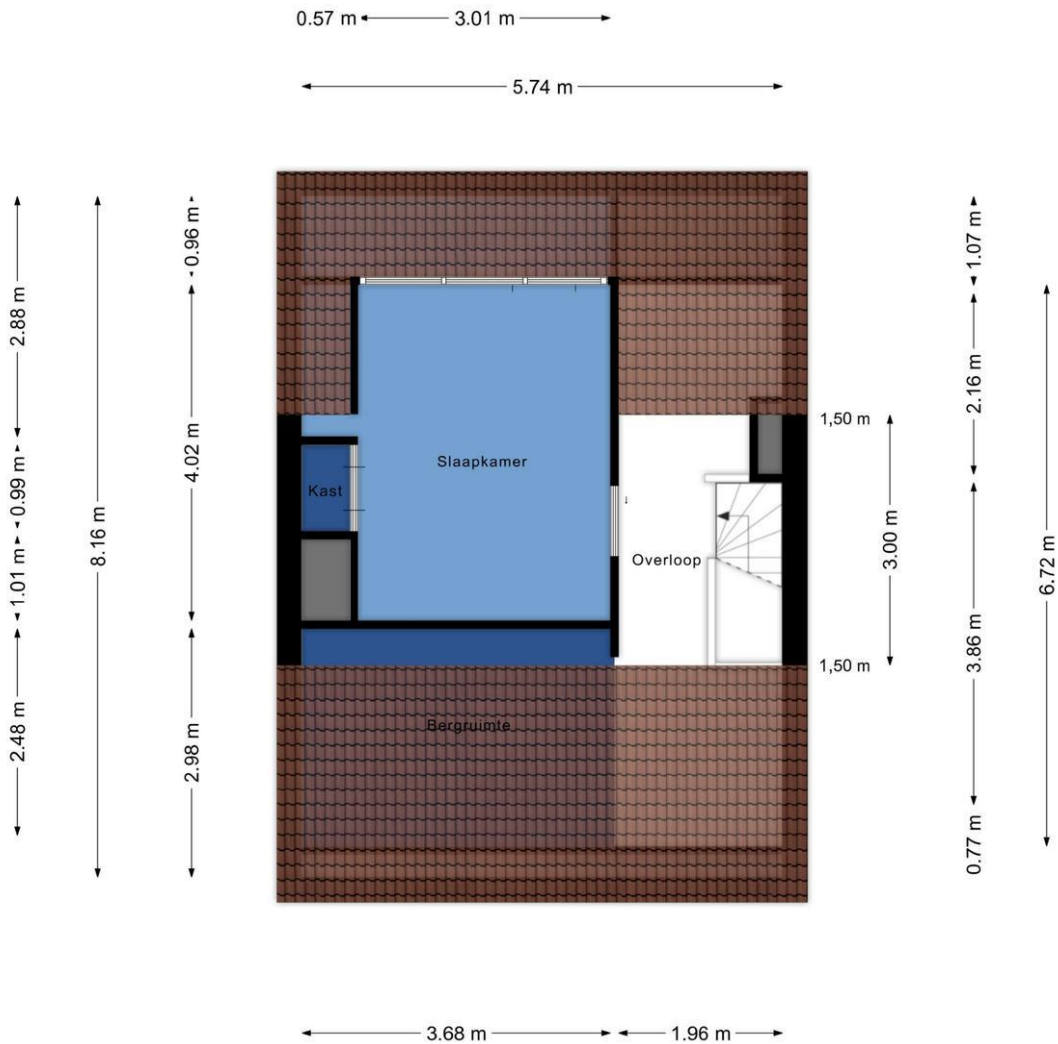 0.57 m 3.01 m
5.74 m
0.96 m
1.07 m
2.88 m
2.16 m
6.72 m
1,50 m
4.02 m
Slaapkamer
0.99 m
Kast
8.16 m
3.00 m
Overloop
1.01 m
3.86 m
1,50 m
2.48 m
Bergruimte
2.98 m
0.77 m
3.68 m 1.96 m